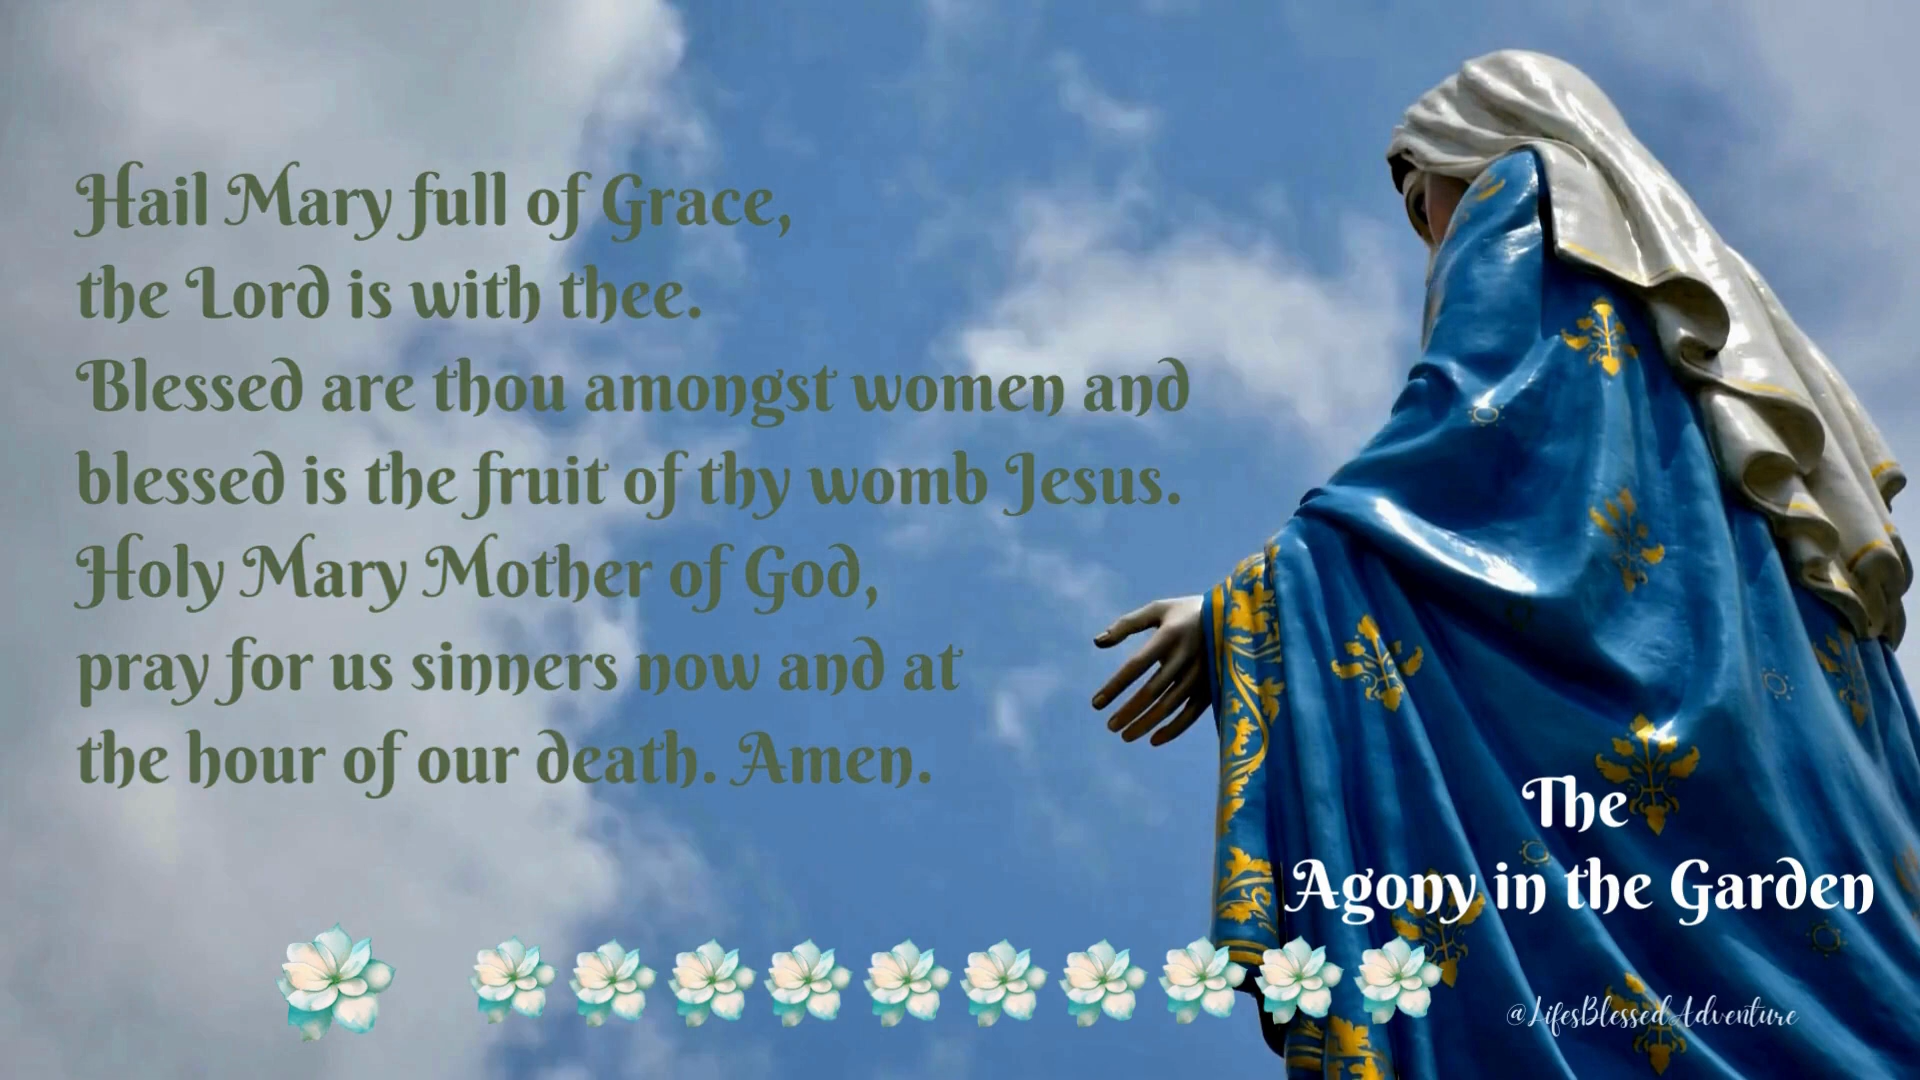 Hail Mary full of Grace,
the Lord is with thee.
Blessed are thou amongst women and
blessed is the fruit of thy womb Jesus.
Holy Mary Mother of God,
pray for us sinners now and at
the hour of our death. Amen.
The
Agony in the Garden
@LifesBlessedAdventure